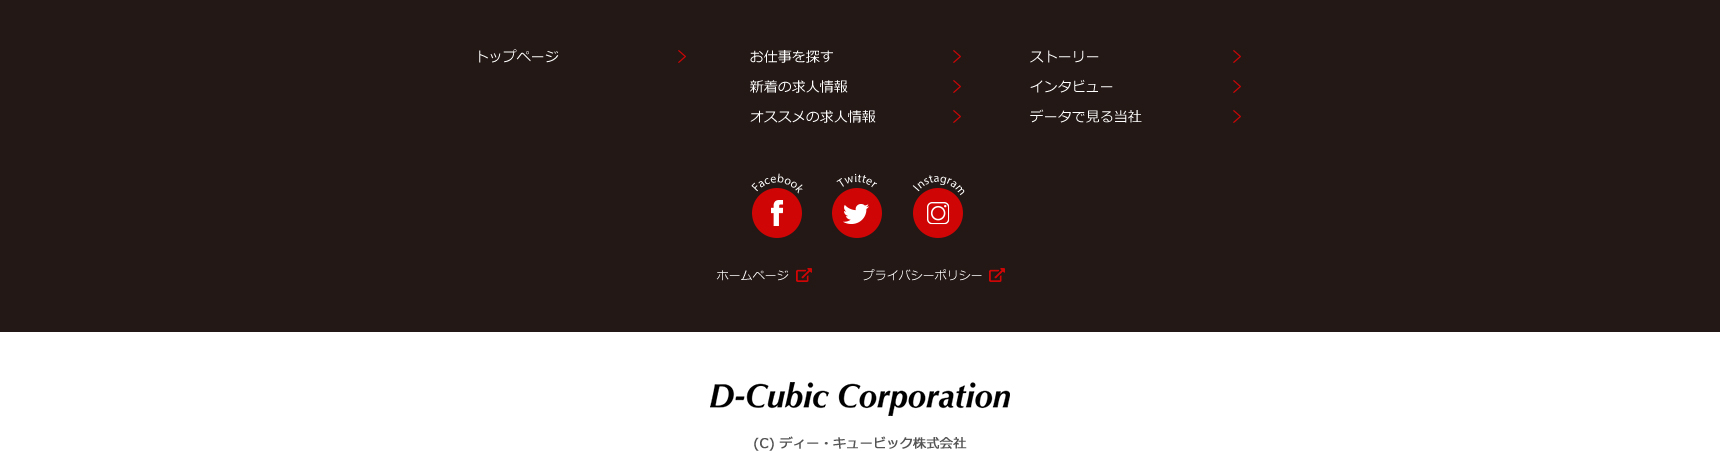 トップページ
お仕事を探す
新着の求人情報
オススメの求人情報
ストーリー
インタビュー
データで見る当社
Facebook
Twitter
Instagram
ホームページ
プライバシーポリシー
D-Cubic Corporation
(C) ディー・キュービック株式会社